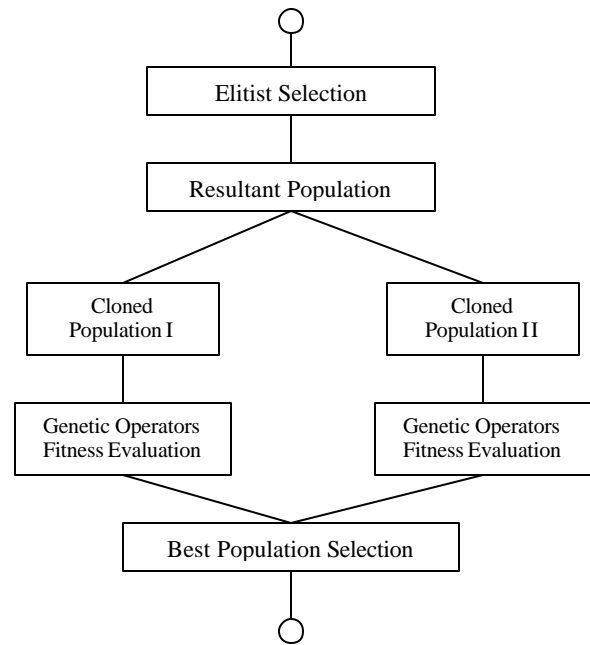 Elitist Selection
Resultant Population
Cloned
Population I
Cloned
Population II
Genetic Operators
Fitness Evaluation
Genetic Operators
Fitness Evaluation
Best Population Selection